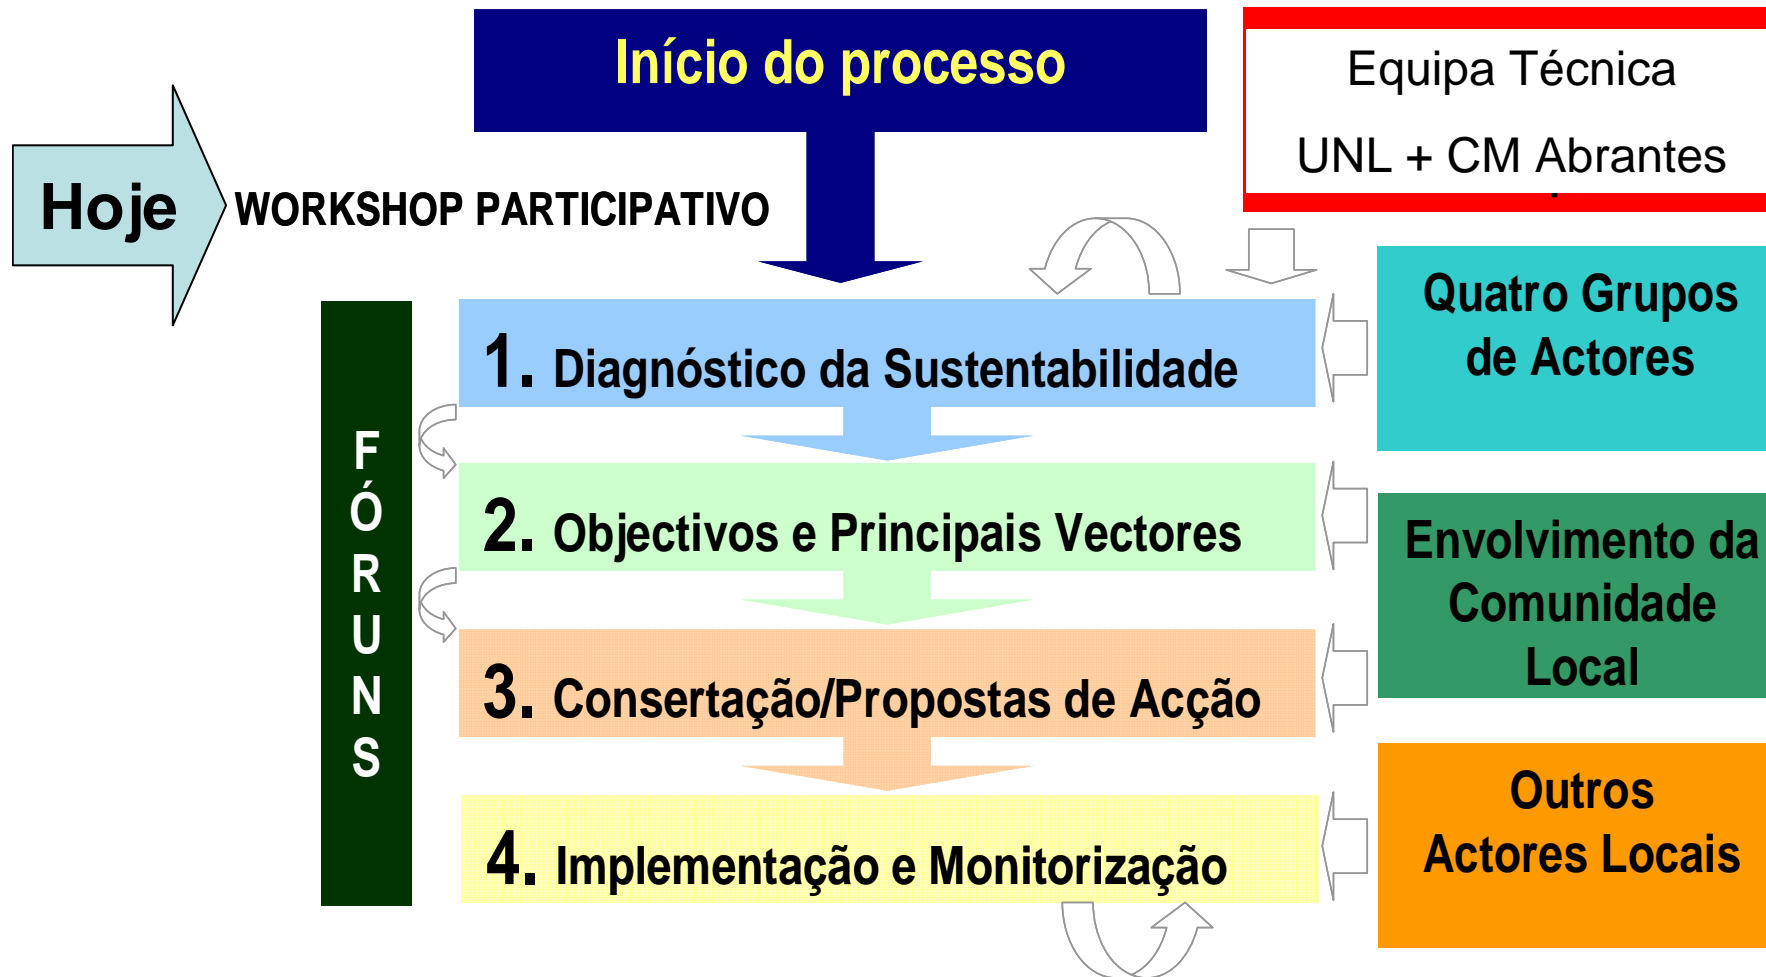 Início do processo
Equipa Técnica
UNL + CM Abrantes
Hoje
WORKSHOP PARTICIPATIVO
FÓRUNS
1. Diagnóstico da Sustentabilidade
2. Objectivos e Principais Vectores
3. Consertação/Propostas de Acção
4. Implementação e Monitorização
Quatro Grupos
de Actores
Envolvimento da
Comunidade
Local
Outros
Actores Locais